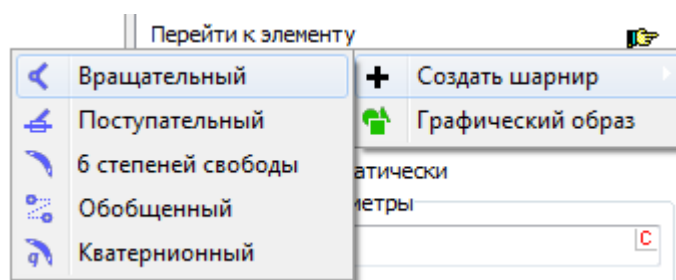 Перейти к элементу
Вращательный
Создать шарнир
Поступательный
Графический образ
6 степеней свободы
атически
Обобщенный
метры
Кватернионный
C